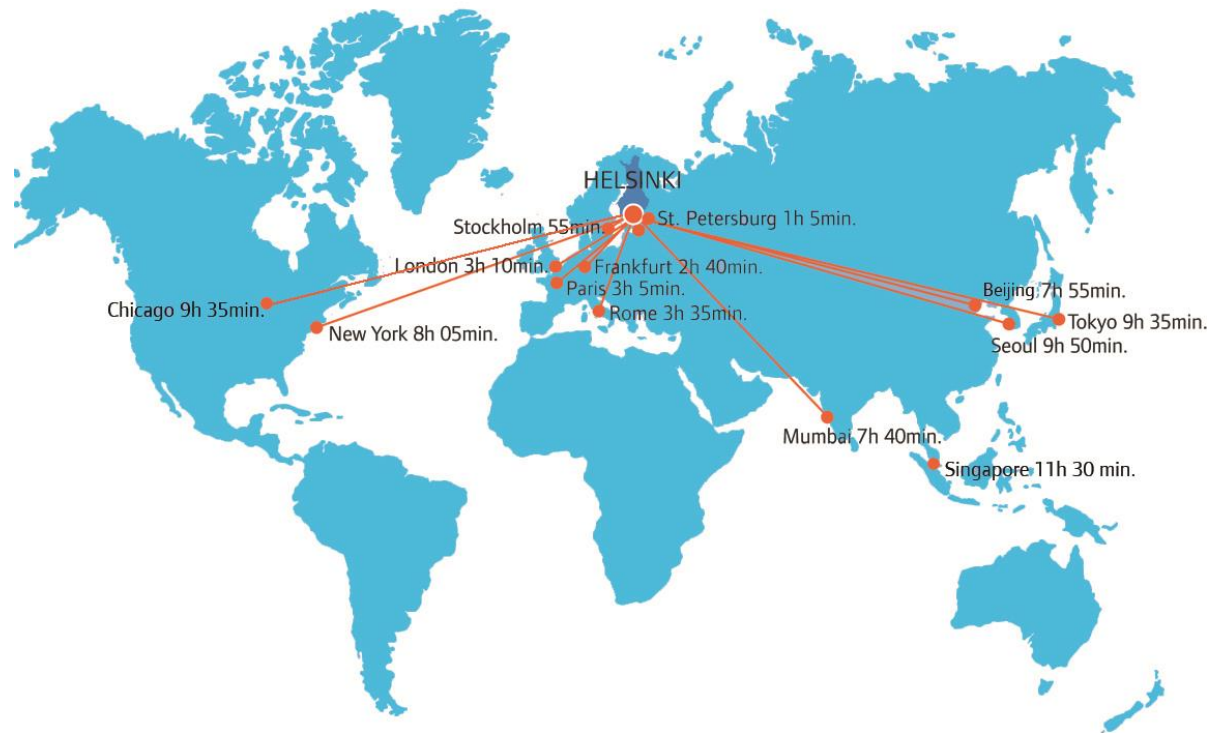 HELSINKI
Stockholm 55min.
St. Petersburg 1h 5min.
London 3h 10min.
Frankfurt 2h 40min.
Paris 3h 5min.
Beijing 7h 55min.
Chicago 9h 35min.
Rome 3h 35min.
Tokyo 9h 35min.
New York 8h 05min.
Seoul 9h 50min.
Mumbai 7h 40min.
Singapore 11h 30 min.